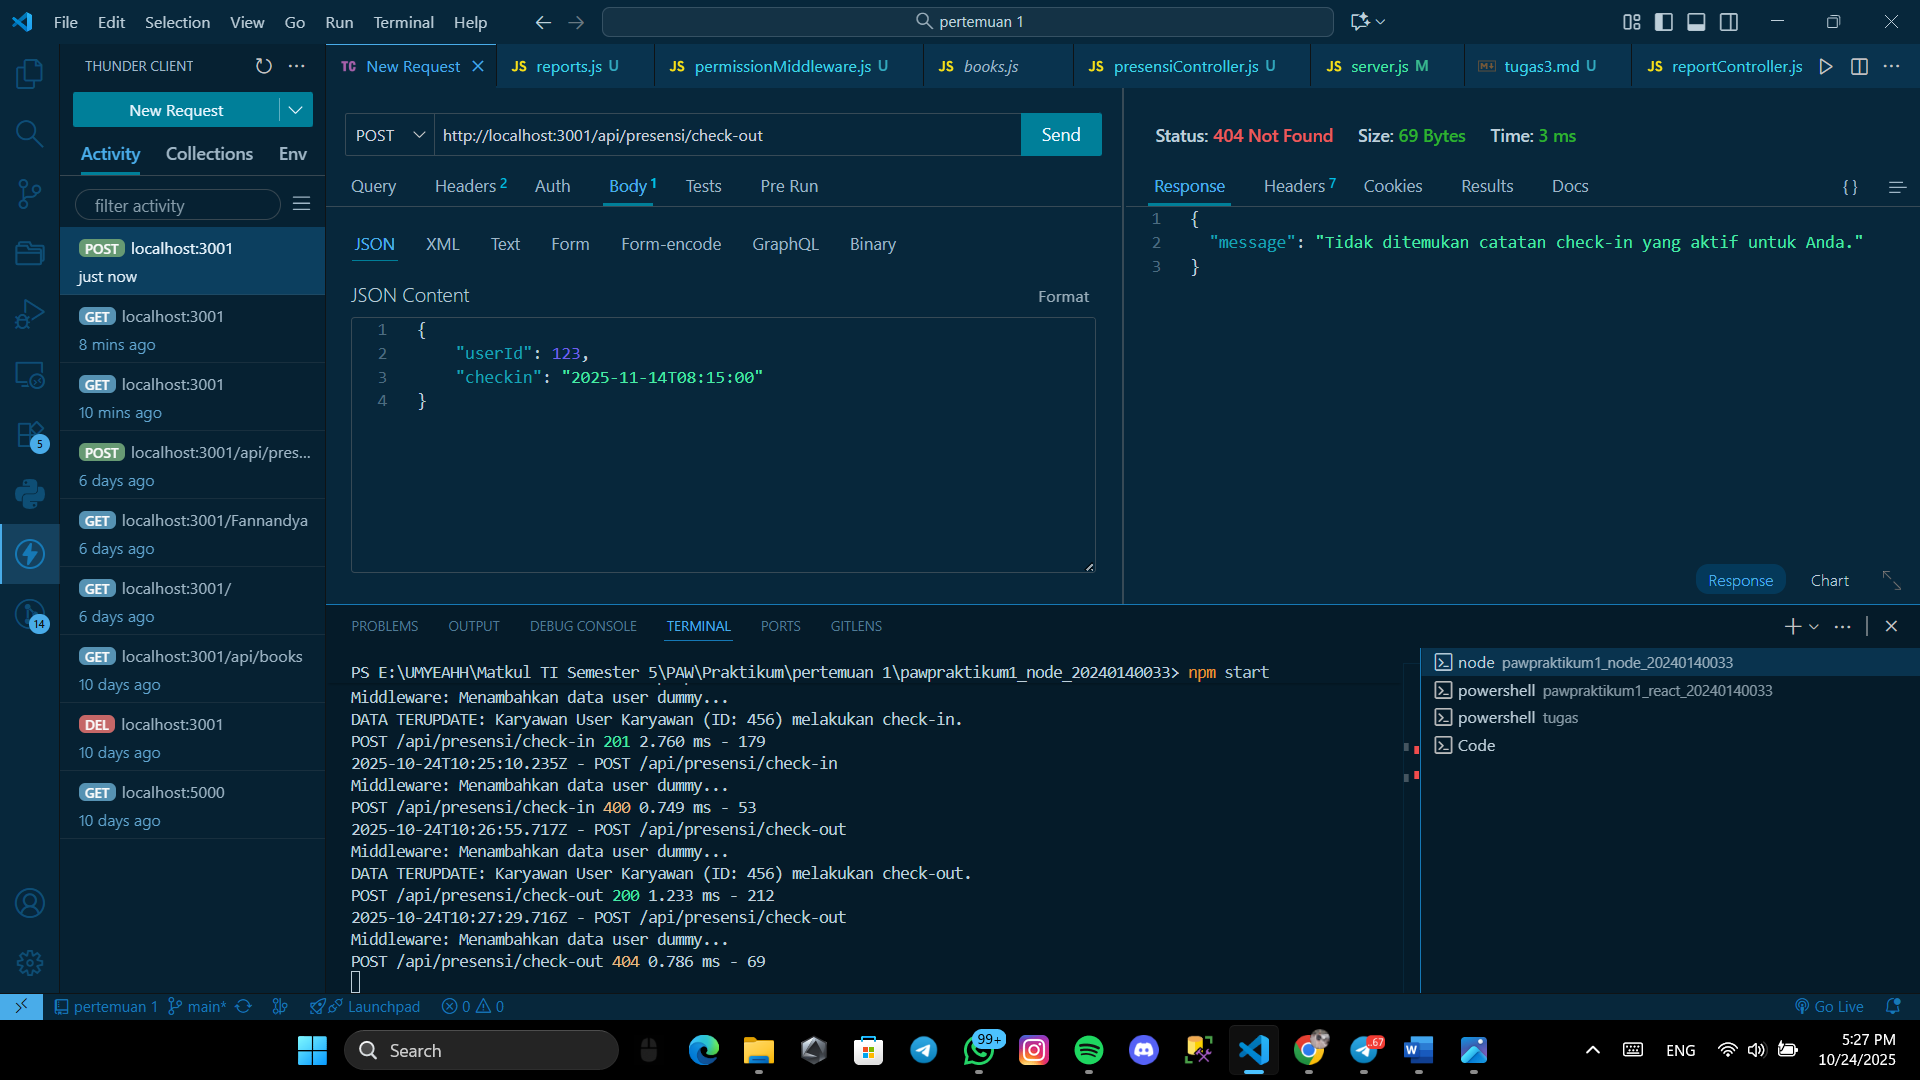 File Edit Selection View Go Run Terminal Help
pertemuan 1
THUNDER CLIENT
New Request
Activity Collections Env
filter activity
POST localhost:3001
just now
GET localhost:3001
8 mins ago
GET localhost:3001
10 mins ago
POST localhost:3001/api/pres...
6 days ago
GET localhost:3001/Fannandya
6 days ago
GET localhost:3001/
6 days ago
GET localhost:3001/api/books
10 days ago
DEL localhost:3001
10 days ago
GET localhost:5000
10 days ago
5
14
TC New Request
JS reports.js U
JS permissionMiddleware.js U
JS books.js
JS presensiController.js U
JS server.js M
tugas3.md U
JS reportController.js
POST http://localhost:3001/api/presensi/check-out Send
Query Headers 2 Auth Body 1 Tests Pre Run
JSON XML Text Form Form-encode GraphQL Binary
JSON Content Format
1 {
2 "userId": 123,
3 "checkin": "2025-11-14T08:15:00"
4 }
Status: 404 Not Found Size: 69 Bytes Time: 3 ms
Response Headers 7 Cookies Results Docs { }
1 {
2 "message": "Tidak ditemukan catatan check-in yang aktif untuk Anda."
3 }
Response Chart
PROBLEMS OUTPUT DEBUG CONSOLE TERMINAL PORTS GITLENS
PS E:\UMYEAHH\Matkul TI Semester 5\PAW\Praktikum\pertemuan 1\pawpraktikum1_node_20240140033> npm start
Middleware: Menambahkan data user dummy...
DATA TERUPDATE: Karyawan User Karyawan (ID: 456) melakukan check-in.
POST /api/presensi/check-in 201 2.760 ms - 179
2025-10-24T10:25:10.235Z - POST /api/presensi/check-in
Middleware: Menambahkan data user dummy...
POST /api/presensi/check-in 400 0.749 ms - 53
2025-10-24T10:26:55.717Z - POST /api/presensi/check-out
Middleware: Menambahkan data user dummy...
DATA TERUPDATE: Karyawan User Karyawan (ID: 456) melakukan check-out.
POST /api/presensi/check-out 200 1.233 ms - 212
2025-10-24T10:27:29.716Z - POST /api/presensi/check-out
Middleware: Menambahkan data user dummy...
POST /api/presensi/check-out 404 0.786 ms - 69
node pawpraktikum1_node_20240140033
powershell pawpraktikum1_react_20240140033
powershell tugas
Code
pertemuan 1 main* Launchpad 0 0 Go Live
Search
99+
.67
ENG
5:27 PM
10/24/2025